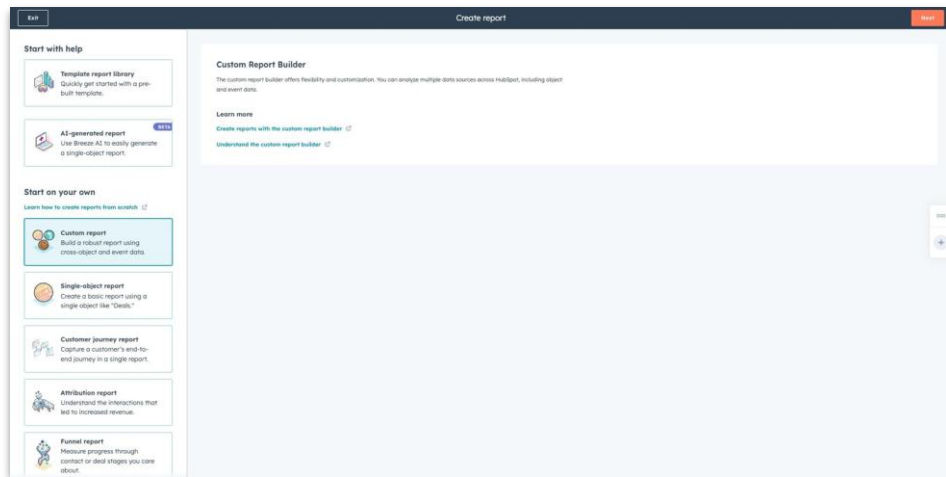 Exit
Create report
Next
Start with help
Template report library
Quickly get started with a pre-
built template.
BETA
AI-generated report
Use Breeze AI to easily generate
a single-object report.
Start on your own
Learn how to create reports from scratch
Custom report
Build a robust report using
cross-object and event data.
Single-object report
Create a basic report using a
single object like "Deals."
Customer journey report
Capture a customer's end-to-
end journey in a single report.
Attribution report
Understand the interactions that
led to increased revenue.
Funnel report
Measure progress through
contact or deal stages you care
about.
Custom Report Builder
The custom report builder offers flexibility and customization. You can analyze multiple data sources across HubSpot, including object
and event data.
Learn more
Create reports with the custom report builder
Understand the custom report builder